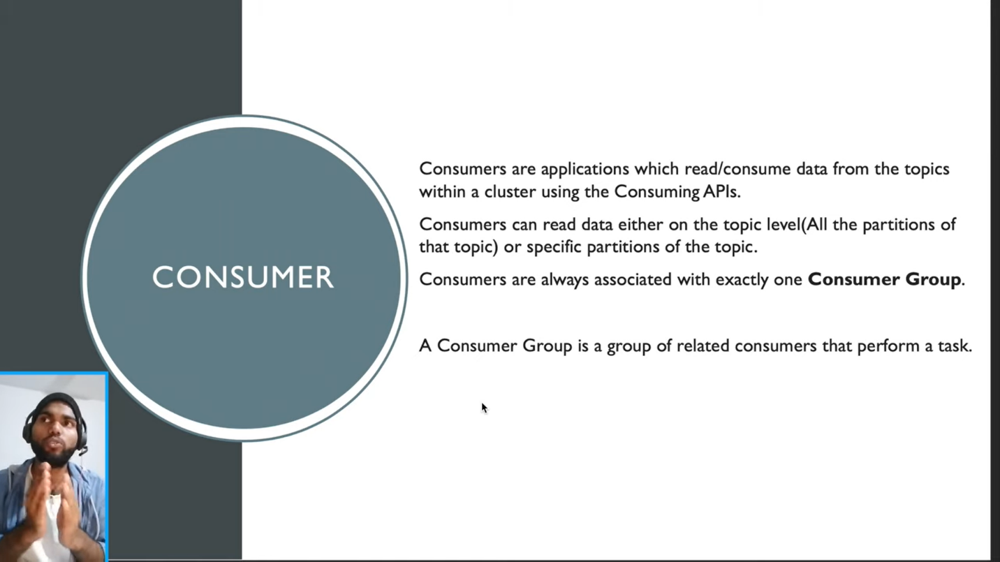 CONSUMER
Consumers are applications which read/consume data from the topics
within a cluster using the Consuming APIs.
Consumers can read data either on the topic level(All the partitions of
that topic) or specific partitions of the topic.
Consumers are always associated with exactly one Consumer Group.
A Consumer Group is a group of related consumers that perform a task.